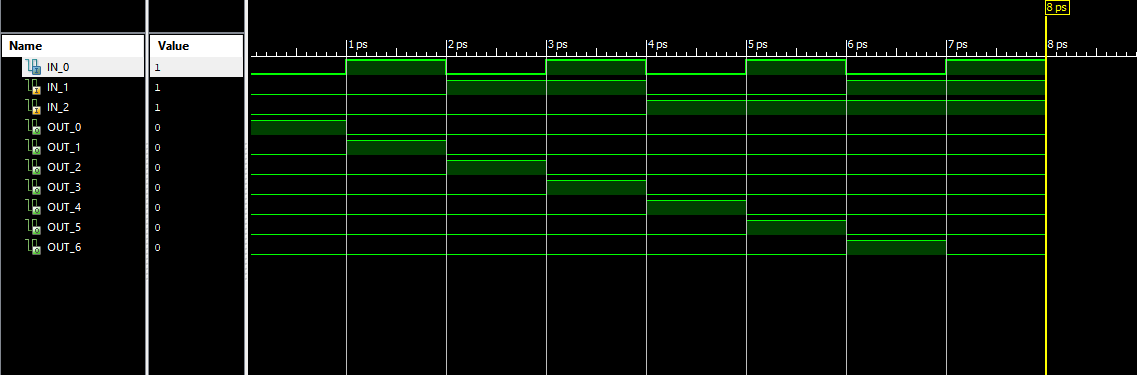 8 ps
Name Value
1 ps 2 ps 3 ps 4 ps 5 ps 6 ps 7 ps 8 ps
IN_0 1
IN_1 1
IN_2 1
OUT_0 0
OUT_1 0
OUT_2 0
OUT_3 0
OUT_4 0
OUT_5 0
OUT_6 0